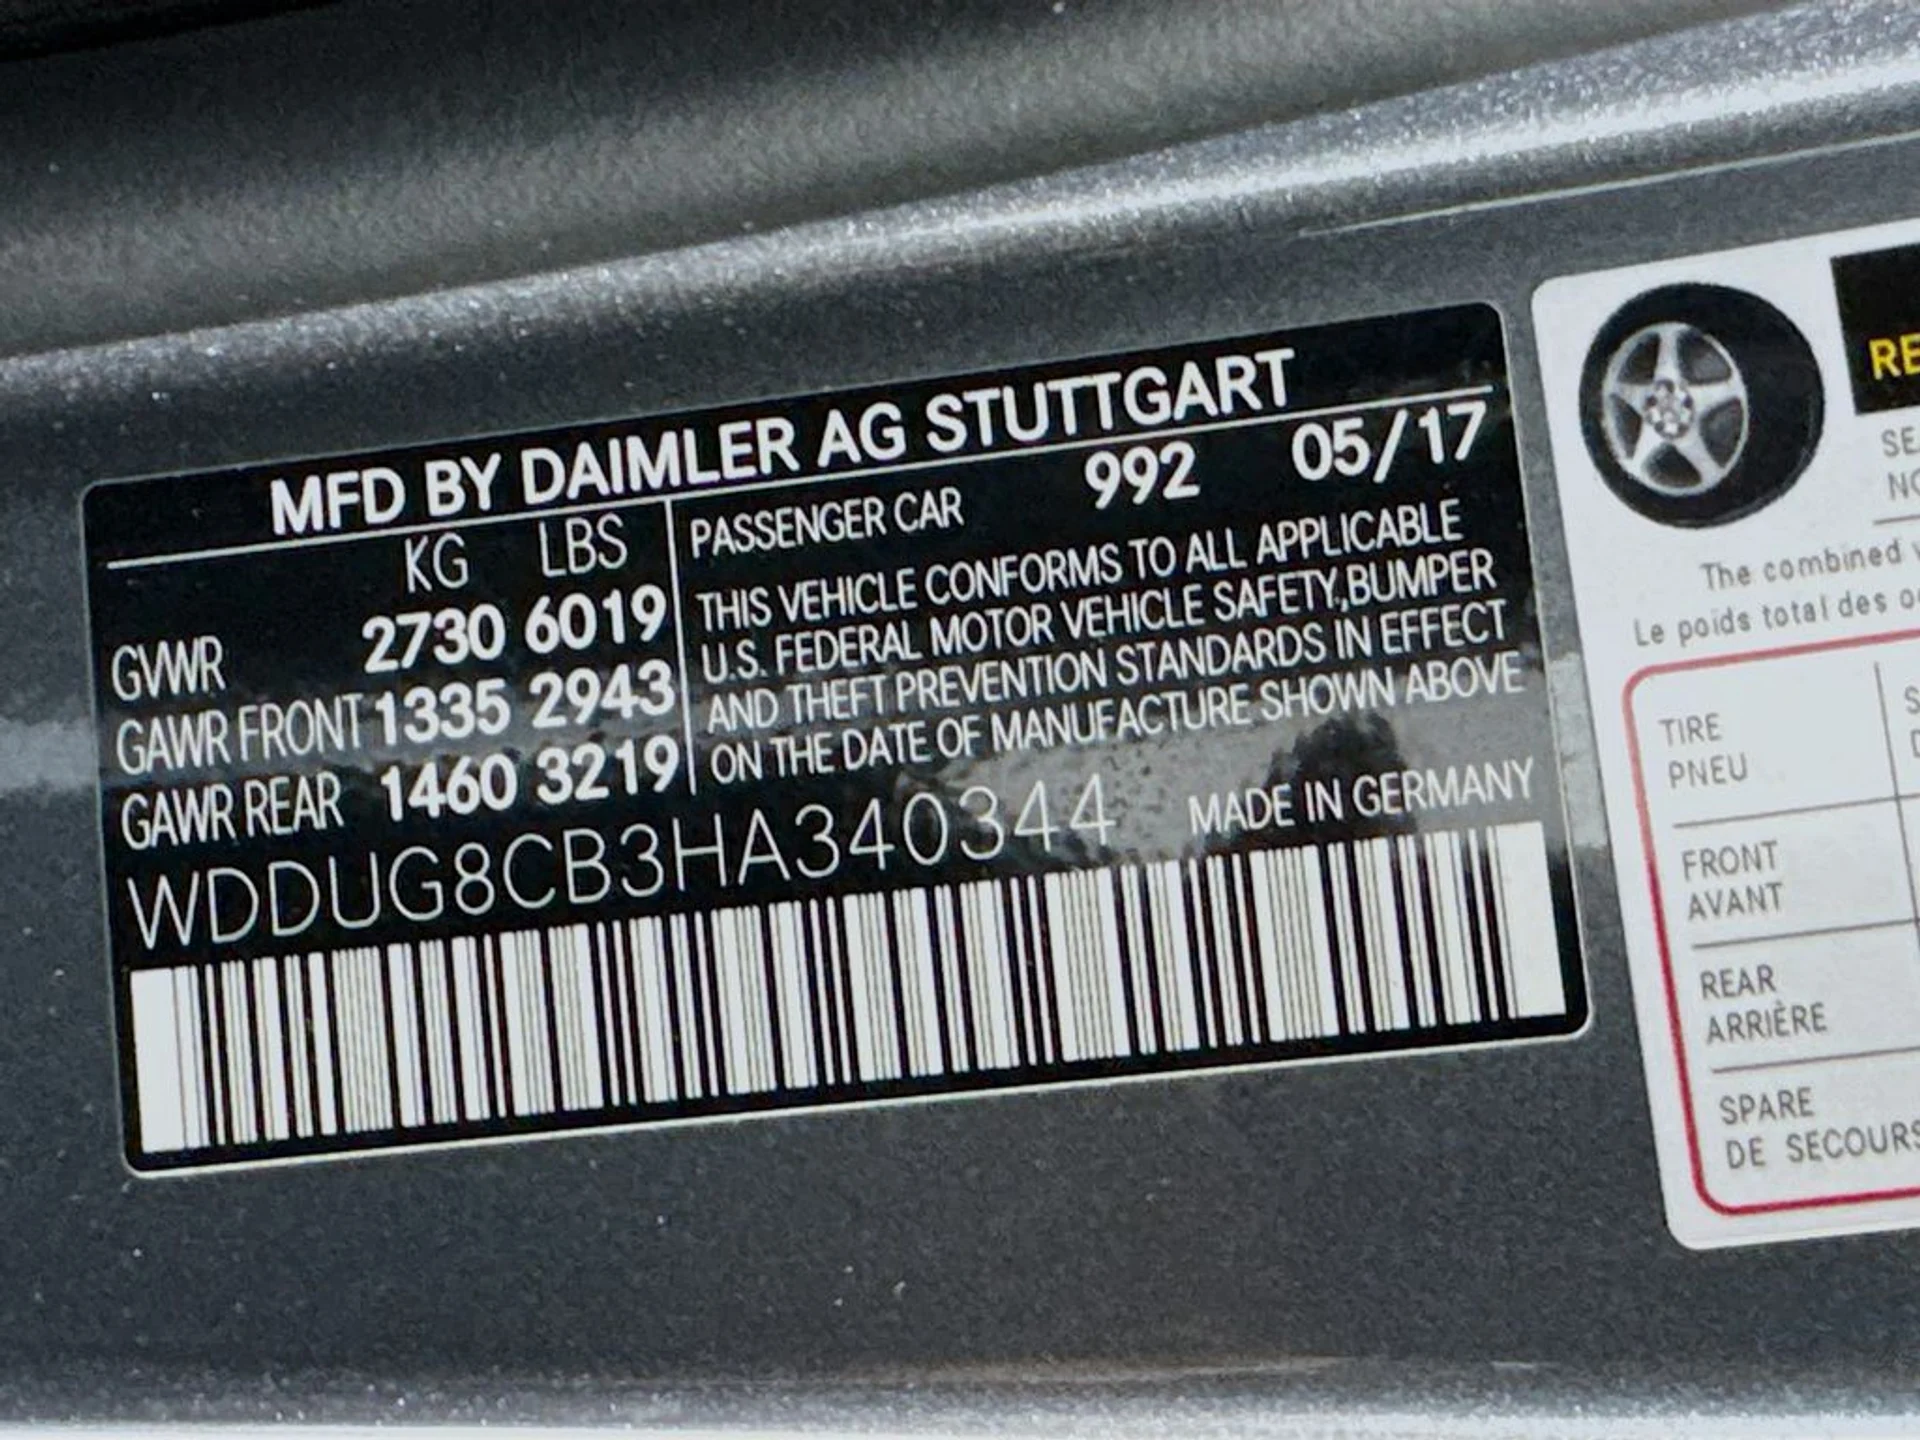 MFD BY DAIMLER AG STUTTGART
KG LBS
GVWR 2730 6019
GAWR FRONT 1335 2943
GAWR REAR 1460 3219
PASSENGER CAR 992 05/17
THIS VEHICLE CONFORMS TO ALL APPLICABLE
U.S. FEDERAL MOTOR VEHICLE SAFETY,BUMPER
AND THEFT PREVENTION STANDARDS IN EFFECT
ON THE DATE OF MANUFACTURE SHOWN ABOVE
WDDUG8CB3HA340344 MADE IN GERMANY
The combined
Le poids total des
TIRE
PNEU
FRONT
AVANT
REAR
ARRIÈRE
SPARE
DE SECOURS